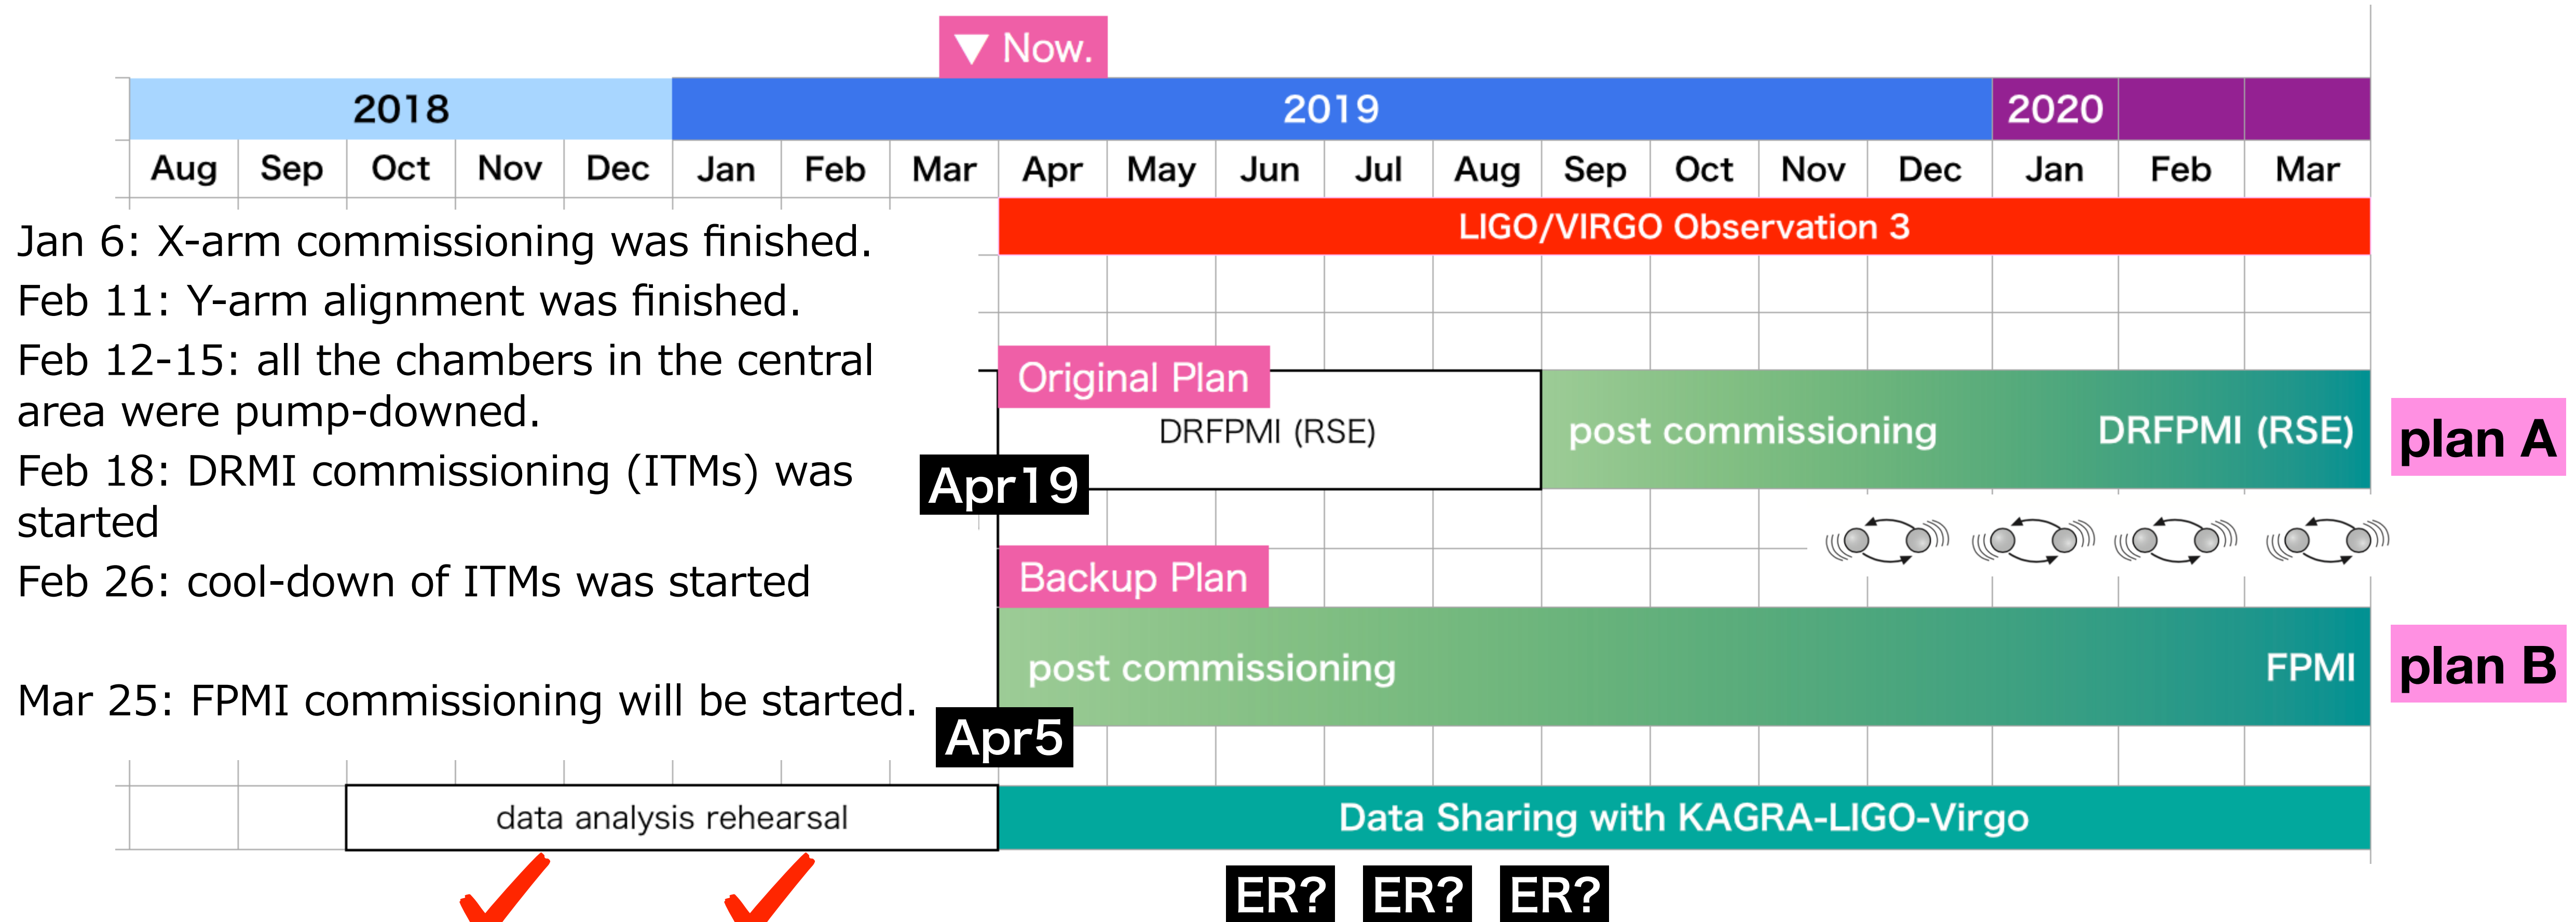 ▼ Now.
2018 2019 2020
Aug Sep Oct Nov Dec Jan Feb Mar Apr May Jun Jul Aug Sep Oct Nov Dec Jan Feb Mar
LIGO/VIRGO Observation 3
Jan 6: X-arm commissioning was finished.
Feb 11: Y-arm alignment was finished.
Feb 12-15: all the chambers in the central
area were pump-downed.
Feb 18: DRMI commissioning (ITMs) was
started
Feb 26: cool-down of ITMs was started
Mar 25: FPMI commissioning will be started.
Original Plan
DRFPMI (RSE)
post commissioning DRFPMI (RSE)
plan A
Apr19
Backup Plan
post commissioning FPMI
plan B
Apr5
data analysis rehearsal
Data Sharing with KAGRA-LIGO-Virgo
ER? ER? ER?